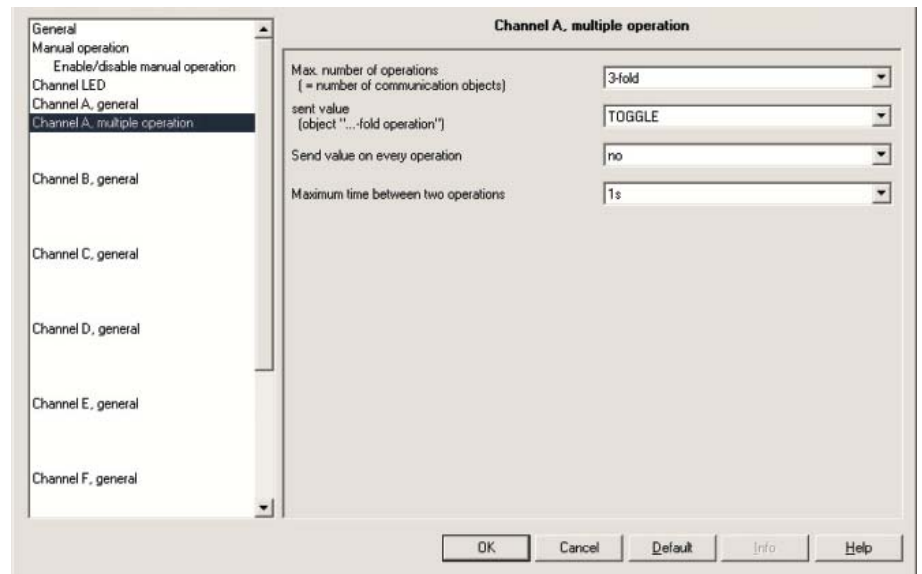 General
Manual operation
Enable/disable manual operation
Channel LED
Channel A, general
Channel A, multiple operation
Channel B, general
Channel C, general
Channel D, general
Channel E, general
Channel F, general
Channel A, multiple operation
Max. number of operations
( = number of communication objects)
3-fold
sent value
(object "...-fold operation")
TOGGLE
Send value on every operation
no
Maximum time between two operations
1s
OK
Cancel
Default
Info
Help